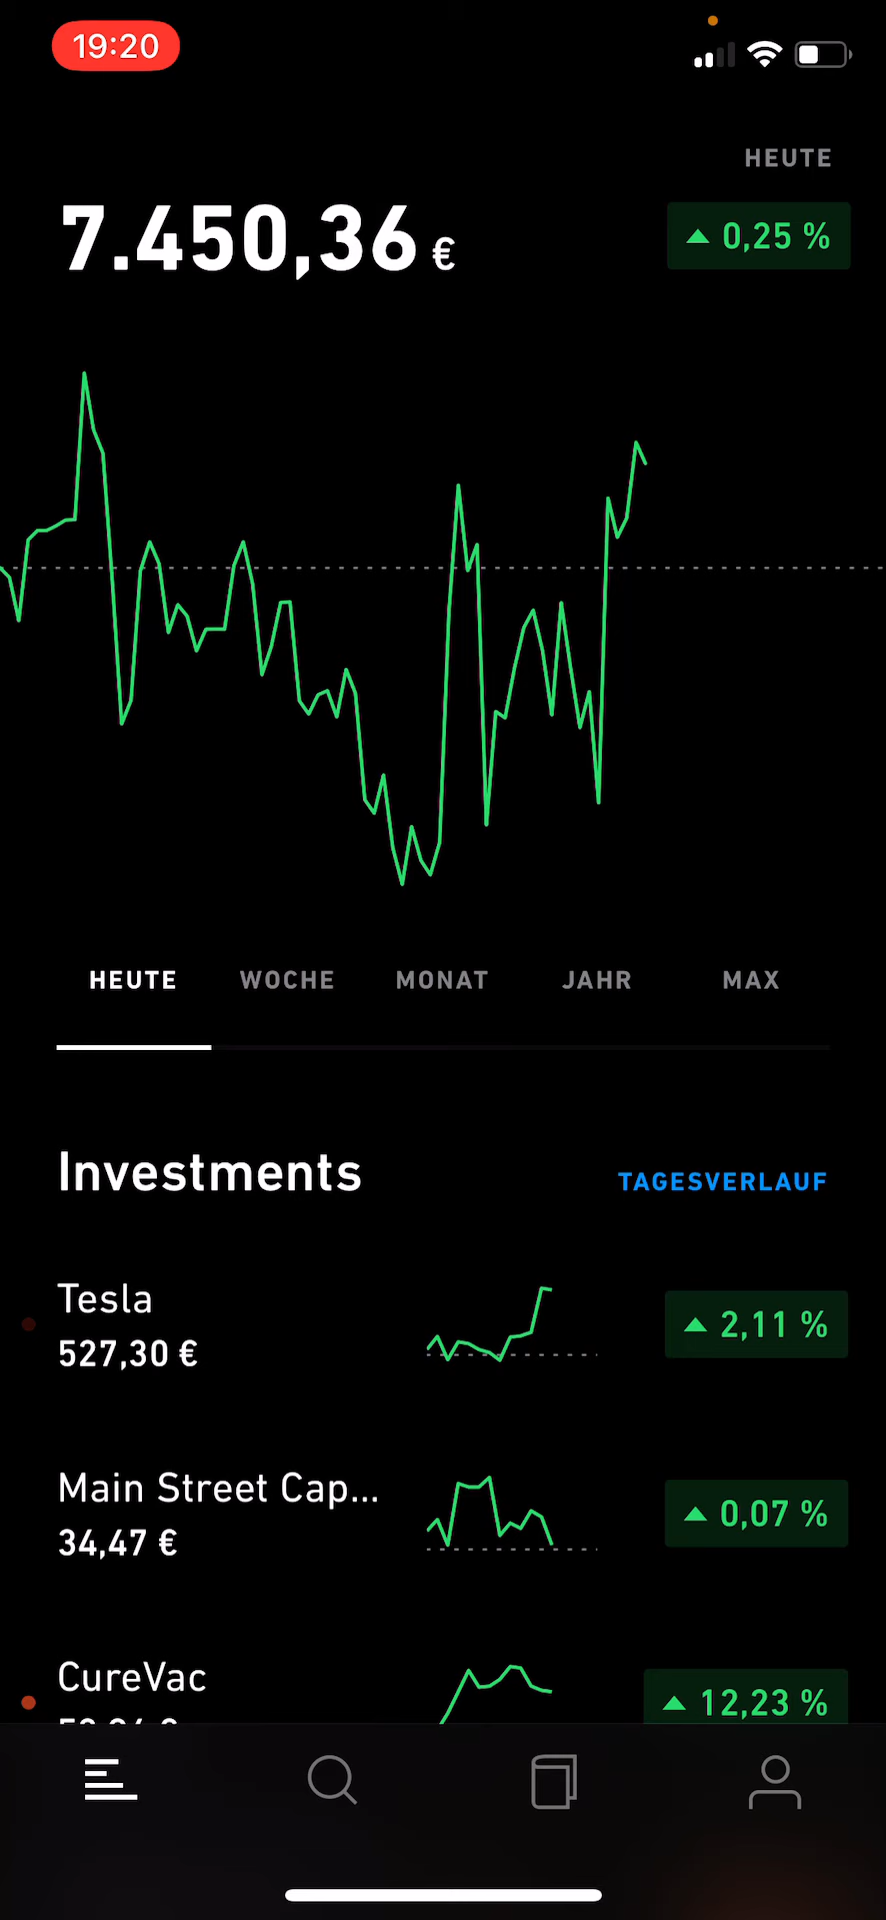 19:20
HEUTE
7.450,36 €
▲ 0,25 %
HEUTE WOCHE MONAT JAHR MAX
Investments
TAGESVERLAUF
Tesla
527,30 €
▲ 2,11 %
Main Street Cap...
34,47 €
▲ 0,07 %
CureVac
▲ 12,23 %